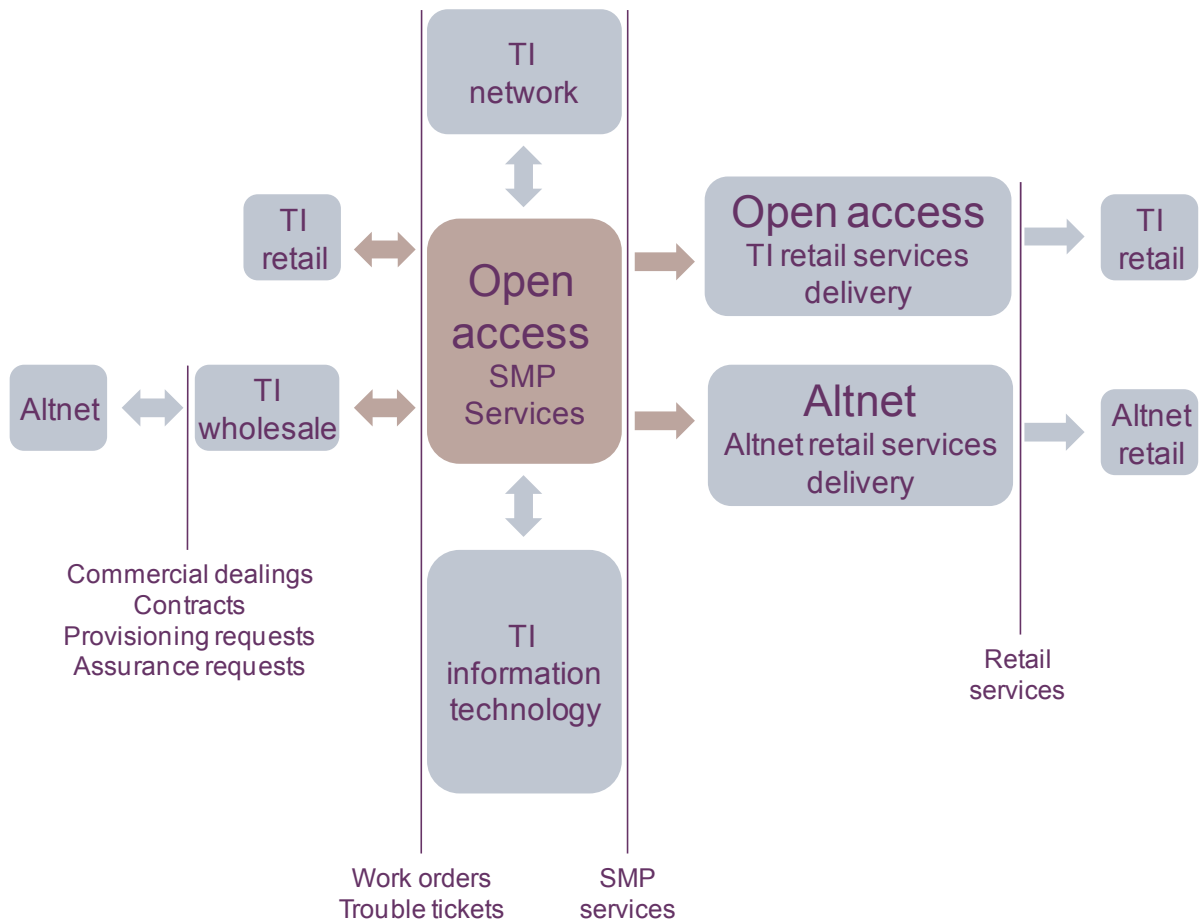 TI
network
TI
retail
Open
access
SMP
Services
Open access
TI retail services
delivery
TI
retail
Altnet
TI
wholesale
Altnet
Altnet retail services
delivery
Altnet
retail
Commercial dealings
Contracts
Provisioning requests
Assurance requests
TI
information
technology
Retail
services
Work orders
Trouble tickets
SMP
services